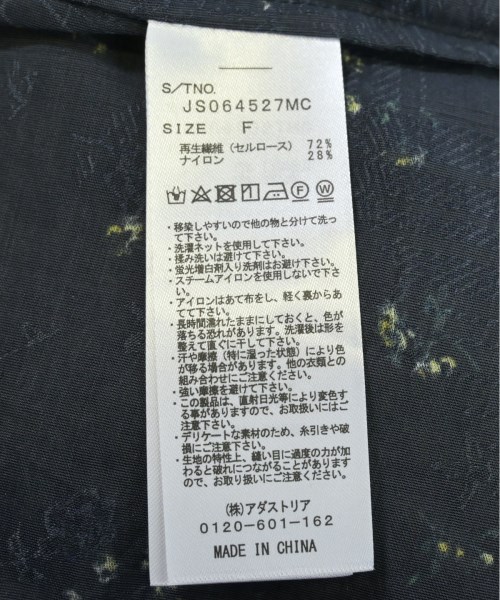 S/TNO.
JS064527MC
SIZE F
再生繊維(セルロース) 72%
ナイロン 28%
・移染しやすいので他の物と分けて洗っ
て下さい。
・洗濯ネットを使用して下さい。
・揉み洗いは避けて下さい。
・蛍光増白剤入り洗剤はお避け下さい。
・スチームアイロンを使用しないで下さ
い。
・アイロンはあて布をし、軽く裏からあ
てて下さい。
・長時間濡れたままにしておくと、色が
落ちる恐れがあります。洗濯後は形を
整えて直ぐに干して下さい。
・汗や摩擦(特に湿った状態)により色
が移る場合があります。他の衣類との
組み合わせにご注意ください。
・強い摩擦を避けて下さい。
・この製品は、直射日光等により変色す
る事がありますので、お取扱いにはご
注意下さい。
・デリケートな素材のため、糸引きや破
損にご注意下さい。
・生地の特性上、縫い目に過度の力が加
わると破れにつながることがあります
ので、お取り扱いにご注意下さい。
(株)アダストリア
0120-601-162
MADE IN CHINA